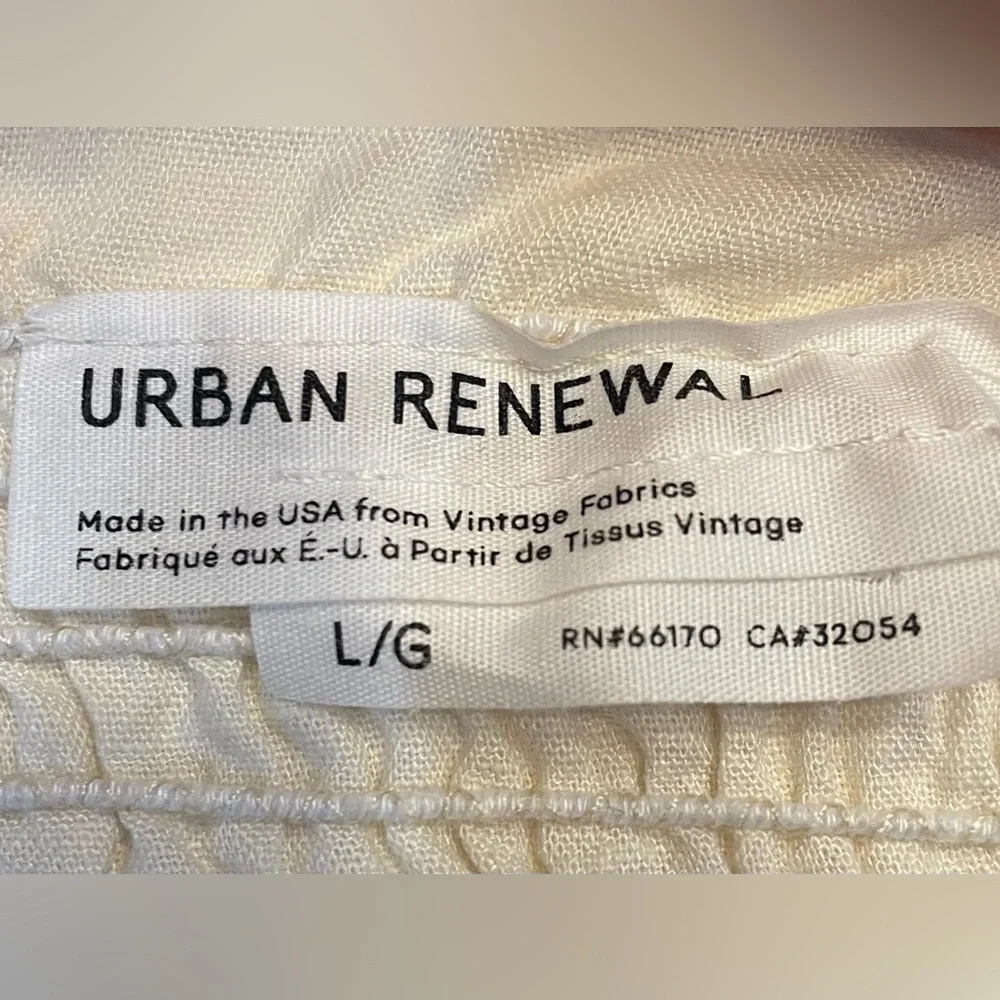 URBAN RENEWAL
Made in the USA from Vintage Fabrics
Fabriqué aux É.-U. à Partir de Tissus Vintage
L/G RN#66170 CA#32054